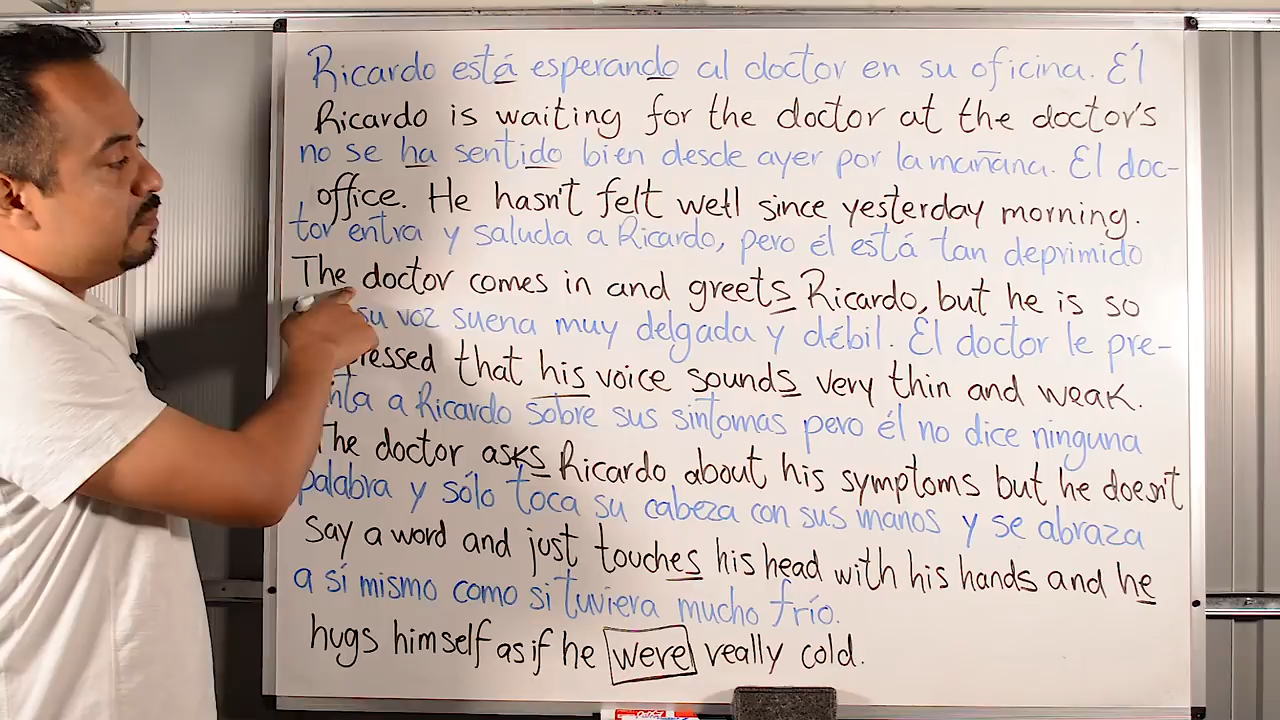 Ricardo está esperando al doctor en su oficina. Él
Ricardo is waiting for the doctor at the doctor's
no se ha sentido bien desde ayer por la mañana. El doc-
office. He hasn't felt well since yesterday morning.
tor entra y saluda a Ricardo, pero él está tan deprimido
The doctor comes in and greets Ricardo, but he is so
su voz suena muy delgada y débil. El doctor le pre-
ressed that his voice sounds very thin and weak.
nta a Ricardo sobre sus sintomas pero él no dice ninguna
The doctor asks Ricardo about his symptoms but he doesn't
palabra y sólo toca su cabeza con sus manos y se abraza
say a word and just touches his head with his hands and he
a sí mismo como si tuviera mucho frío.
hugs himself as if he were really cold.